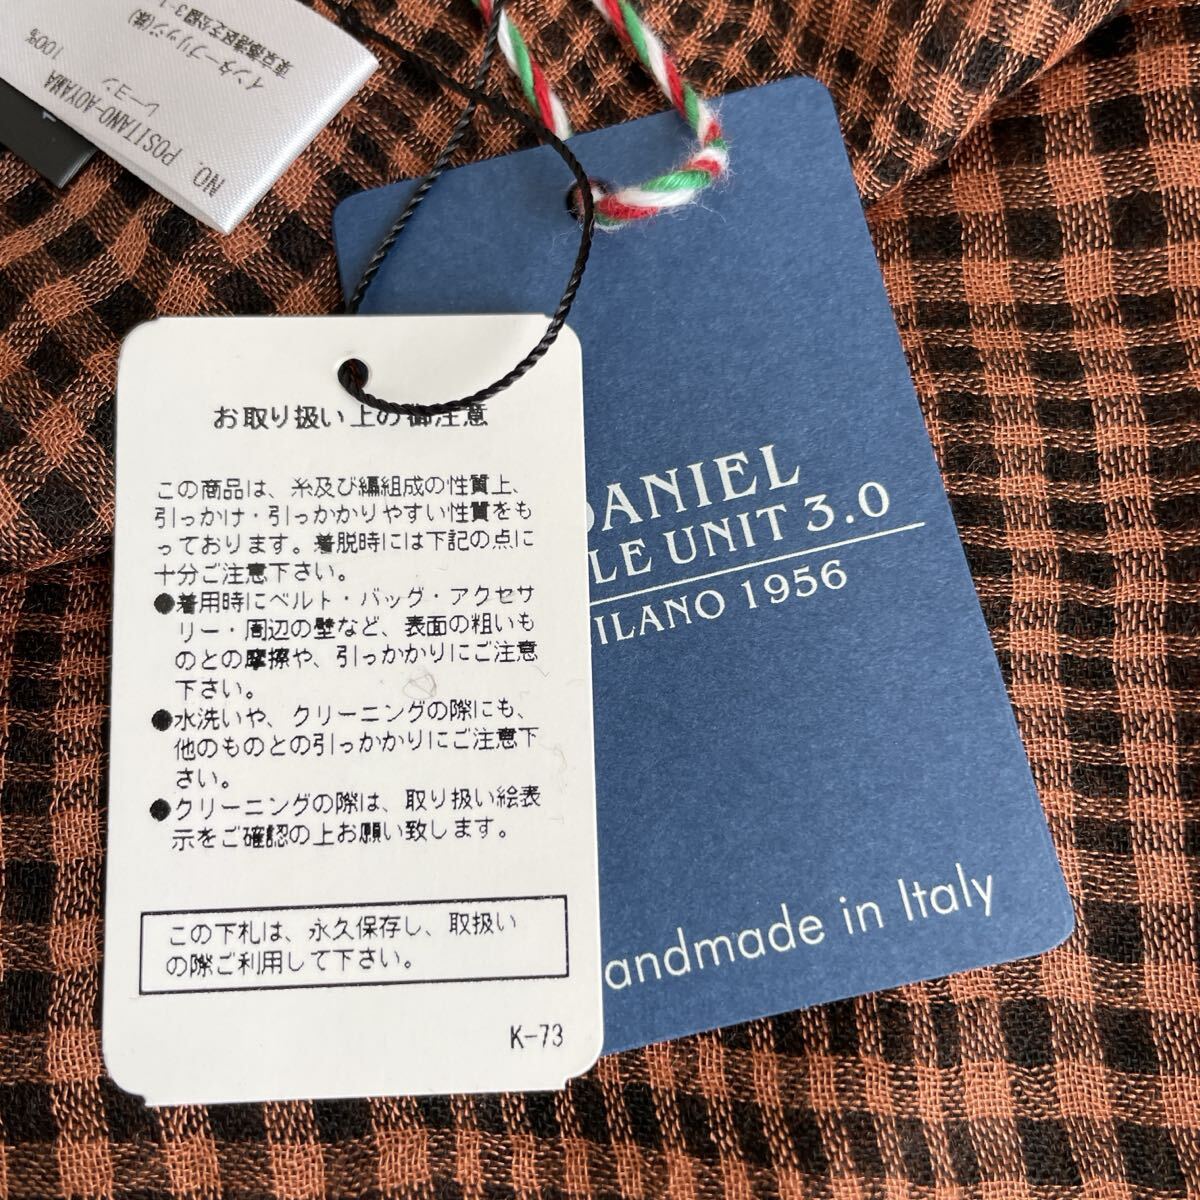 NO. POSITANO-AOYAMA
レーヨン 100%
インターブリッジ(株)
お取り扱い上の御注意
この商品は、糸及び編組成の性質上、
引っかけ・引っかかりやすい性質をも
っております。着脱時には下記の点に
十分ご注意下さい。
●着用時にベルト・バッグ・アクセサ
リー・周辺の壁など、表面の粗いも
のとの摩擦や、引っかかりにご注意
下さい。
●水洗いや、クリーニングの際にも、
他のものとの引っかかりにご注意下
さい。
●クリーニングの際は、取り扱い絵表
示をご確認の上お願い致します。
この下札は、永久保存し、取扱い
の際ご利用して下さい。
K-73
DANIEL
LE UNIT 3.0
ILANO 1956
andmade in Italy